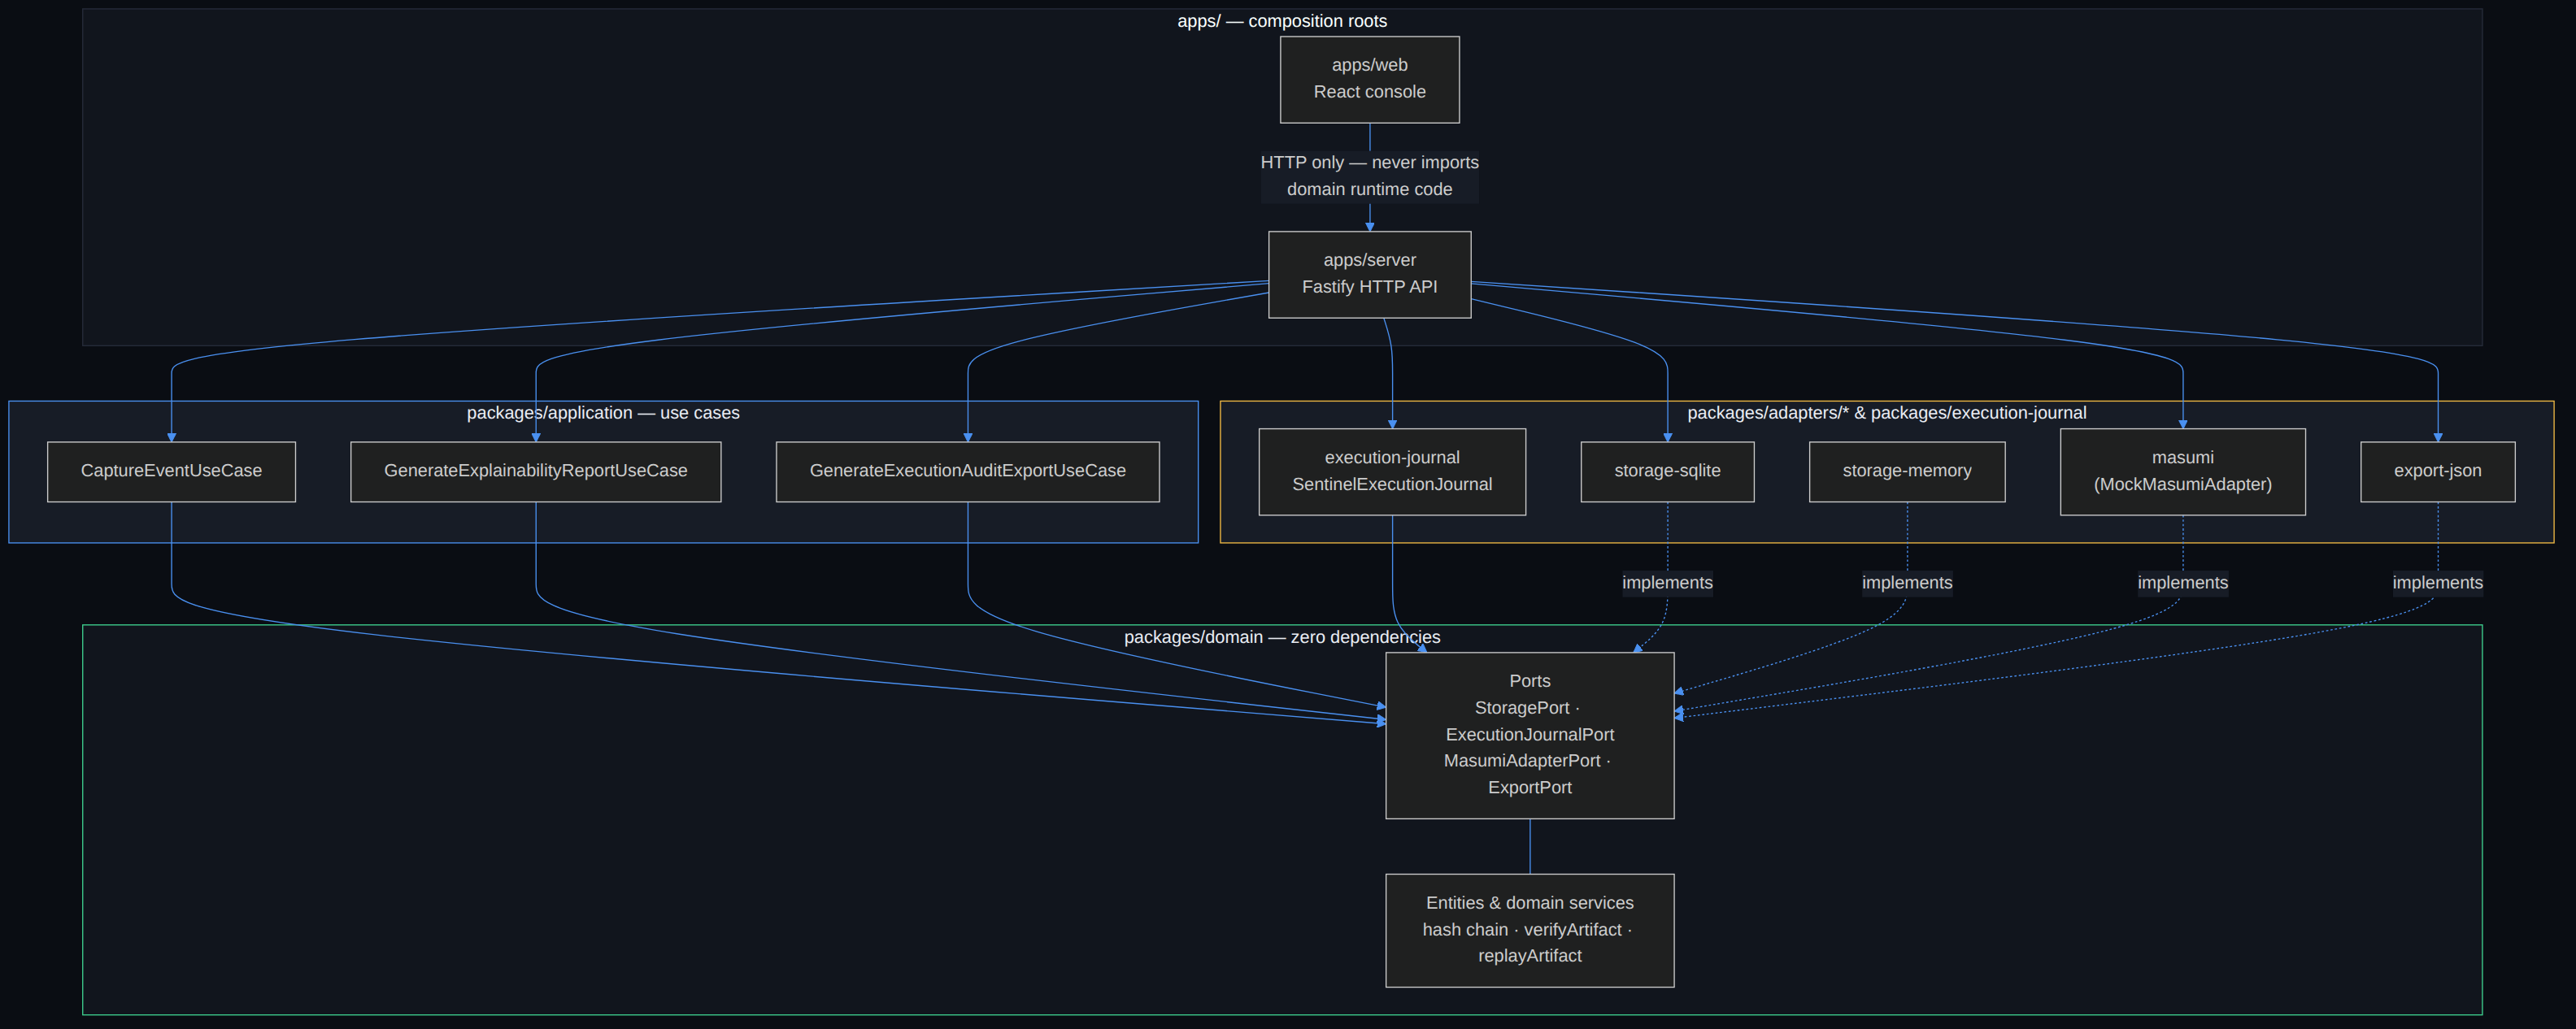 apps/ — composition roots
apps/web
React console
HTTP only — never imports
domain runtime code
apps/server
Fastify HTTP API
packages/application — use cases
CaptureEventUseCase
GenerateExplainabilityReportUseCase
GenerateExecutionAuditExportUseCase
packages/adapters/* & packages/execution-journal
execution-journal
SentinelExecutionJournal
storage-sqlite
storage-memory
masumi
(MockMasumiAdapter)
export-json
implements
implements
implements
implements
packages/domain — zero dependencies
Ports
StoragePort ·
ExecutionJournalPort
MasumiAdapterPort ·
ExportPort
Entities & domain services
hash chain · verifyArtifact ·
replayArtifact